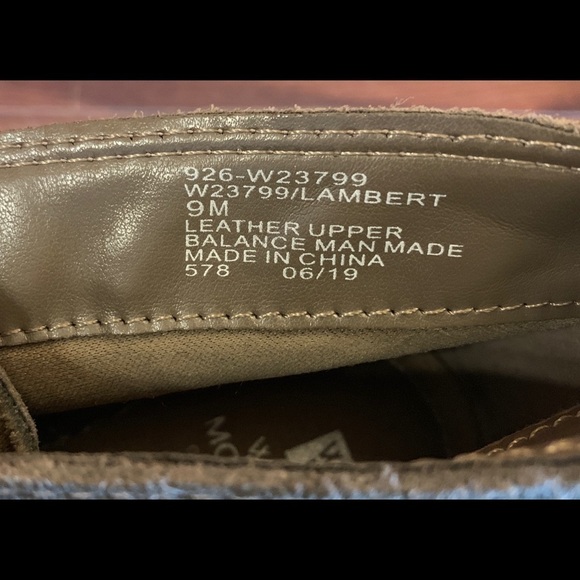 926-W23799
W23799/LAMBERT
9M
LEATHER UPPER
BALANCE MAN MADE
MADE IN CHINA
578 06/19